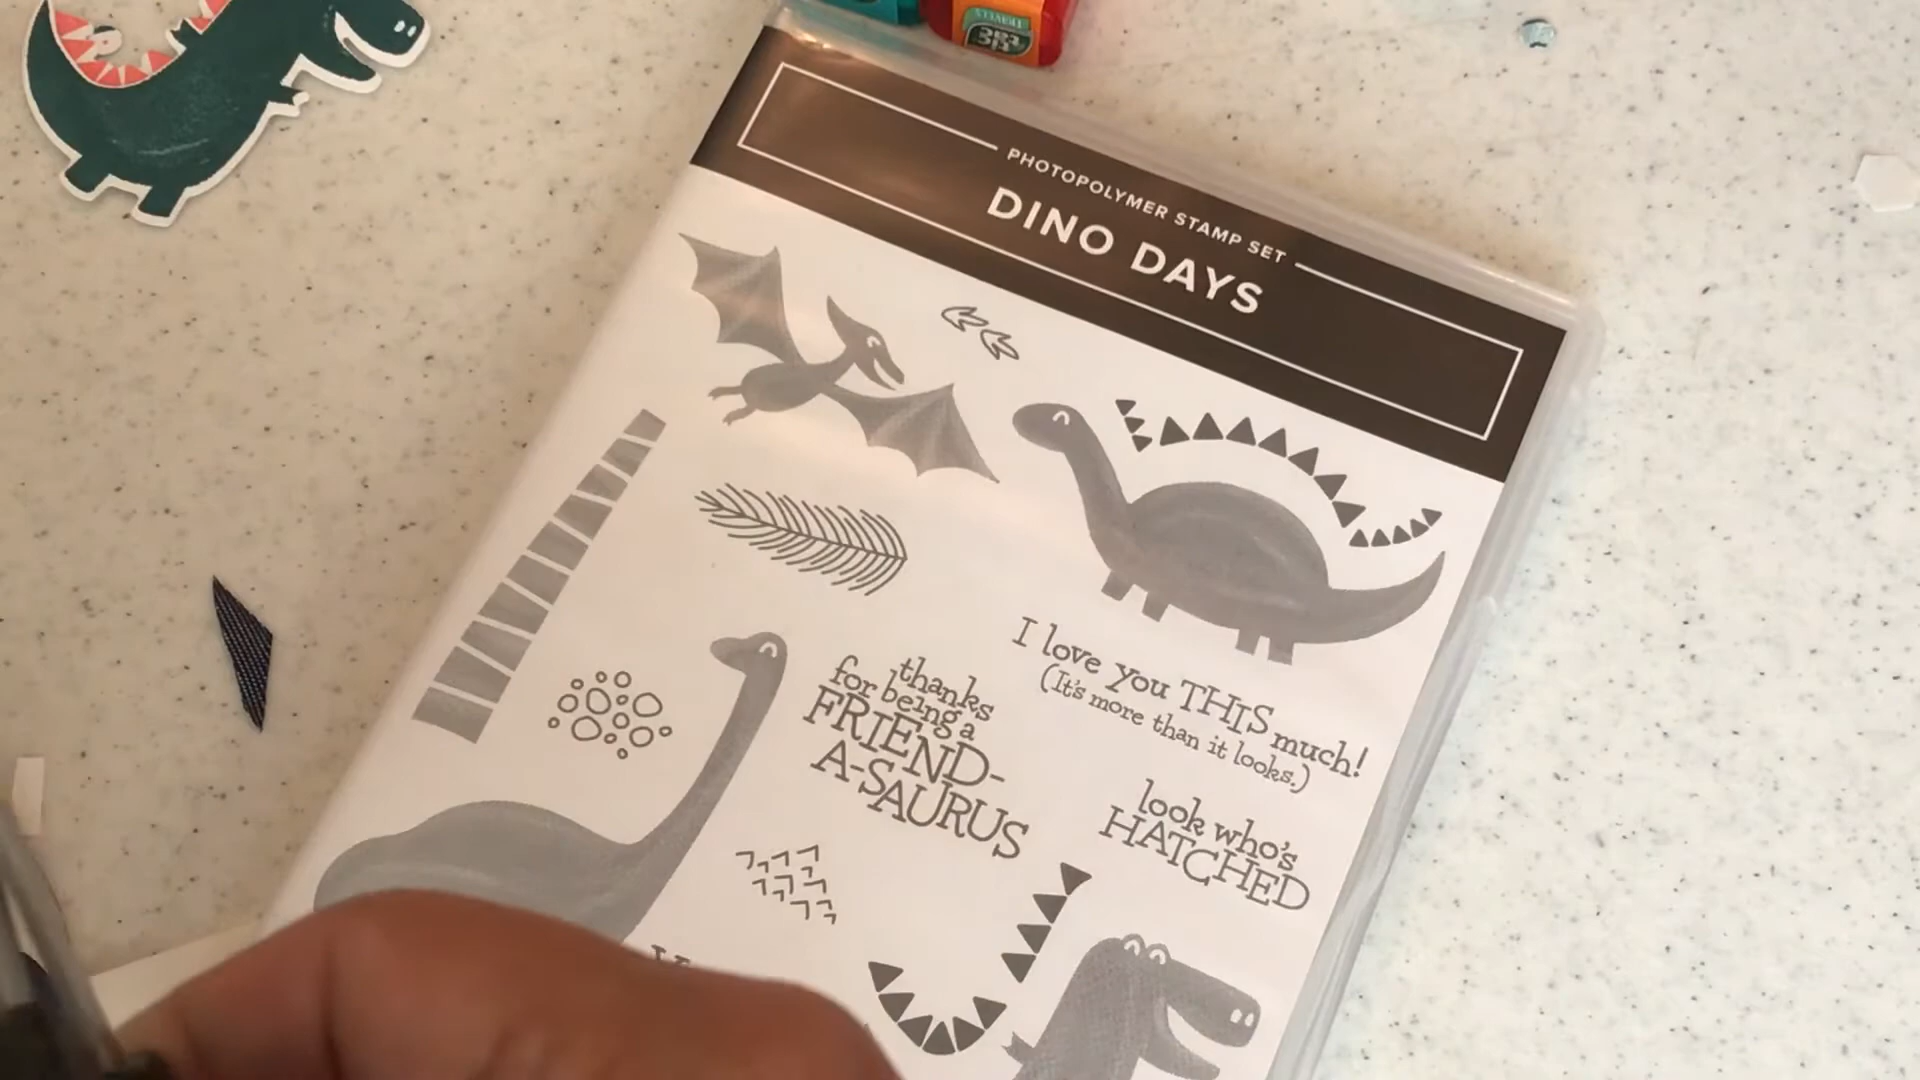 PHOTOPOLYMER STAMP SET
DINO DAYS
I love you THIS much!
(It's more than it looks.)
thanks
for being a
FRIEND-
A-SAURUS
look who's
HATCHED